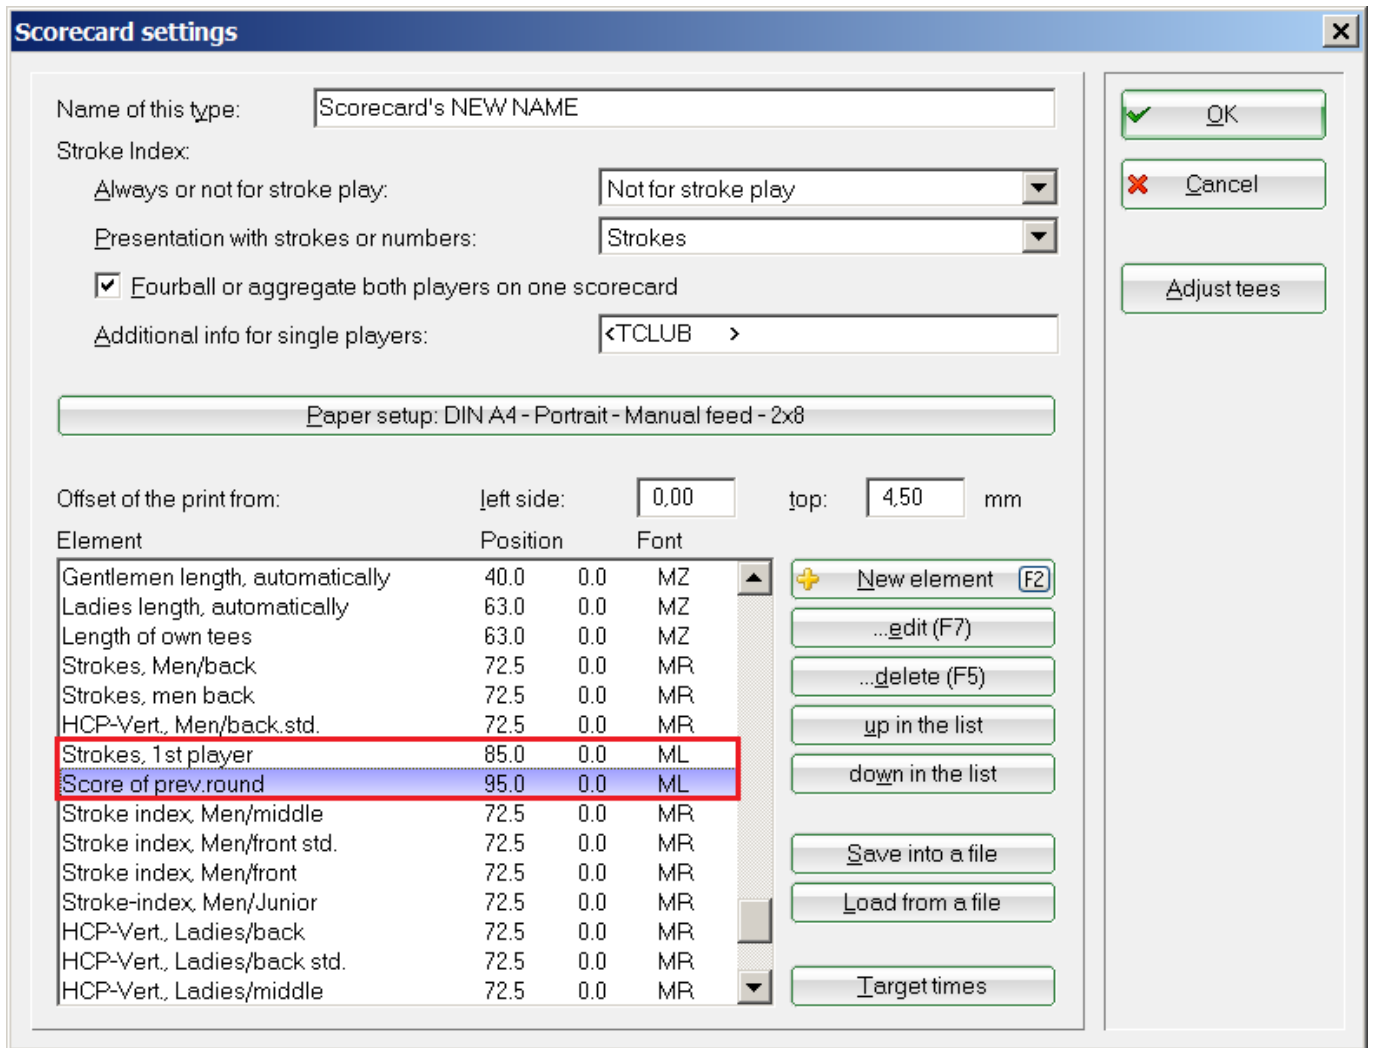 Scorecard settings
Name of this type: Scorecard's NEW NAME
OK
Stroke Index:
Always or not for stroke play: Not for stroke play
Cancel
Presentation with strokes or numbers: Strokes
Fourball or aggregate both players on one scorecard
Adjust tees
Additional info for single players: <TCLUB >
Paper setup: DIN A4 - Portrait - Manual feed - 2x8
Offset of the print from: left side: 0,00 top: 4,50 mm
Element Position Font
Gentlemen length, automatically 40.0 0.0 MZ
Ladies length, automatically 63.0 0.0 MZ
Length of own tees 63.0 0.0 MZ
Strokes, Men/back 72.5 0.0 MR
Strokes, men back 72.5 0.0 MR
HCP-Vert., Men/back.std. 72.5 0.0 MR
Strokes, 1st player 85.0 0.0 ML
Score of prev.round 95.0 0.0 ML
Stroke index, Men/middle 72.5 0.0 MR
Stroke index, Men/front std. 72.5 0.0 MR
Stroke index, Men/front 72.5 0.0 MR
Stroke-index, Men/Junior 72.5 0.0 MR
HCP-Vert., Ladies/back 72.5 0.0 MR
HCP-Vert., Ladies/back std. 72.5 0.0 MR
HCP-Vert., Ladies/middle 72.5 0.0 MR
New element F2
...edit (F7)
...delete (F5)
up in the list
down in the list
Save into a file
Load from a file
Target times